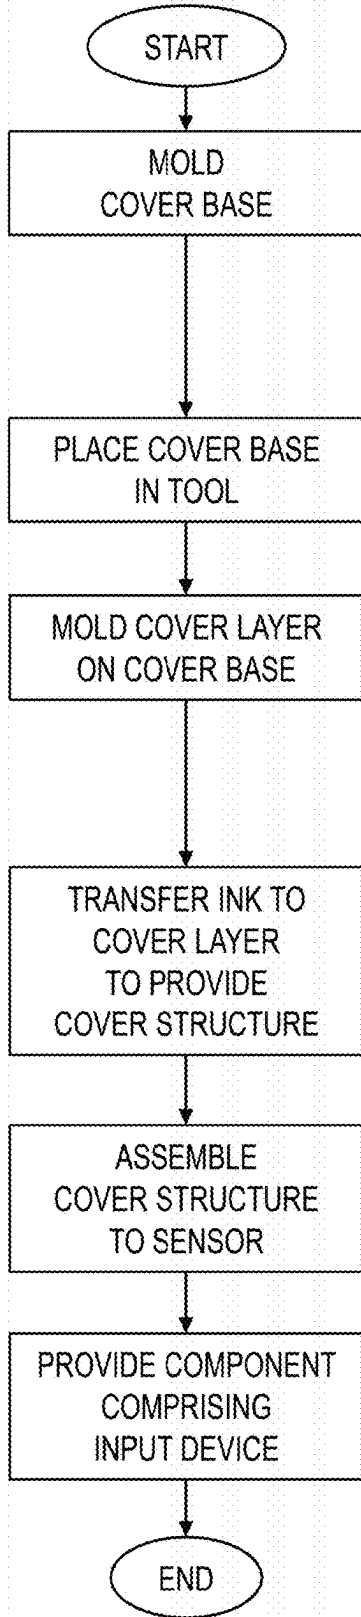 START
MOLD
COVER BASE
PLACE COVER BASE
IN TOOL
MOLD COVER LAYER
ON COVER BASE
TRANSFER INK TO
COVER LAYER
TO PROVIDE
COVER STRUCTURE
ASSEMBLE
COVER STRUCTURE
TO SENSOR
PROVIDE COMPONENT
COMPRISING
INPUT DEVICE
END